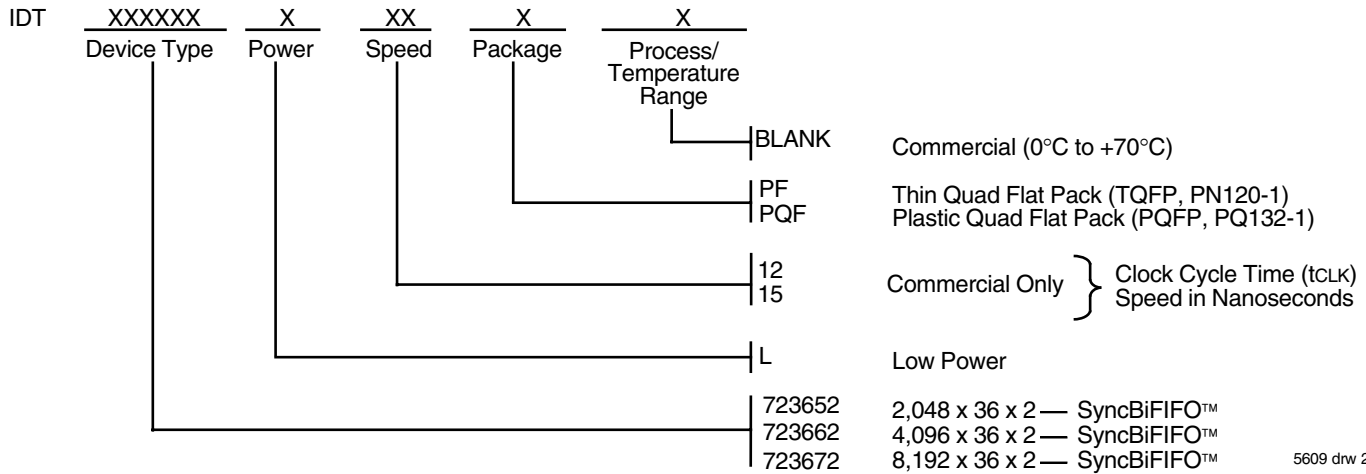 IDT XXXXXX X XX X X
Device Type Power Speed Package Process/
Temperature
Range
BLANK Commercial (0°C to +70°C)
PF Thin Quad Flat Pack (TQFP, PN120-1)
PQF Plastic Quad Flat Pack (PQFP, PQ132-1)
12
15
Commercial Only
Clock Cycle Time (tCLK)
Speed in Nanoseconds
L Low Power
723652 2,048 x 36 x 2 — SyncBiFIFO™
723662 4,096 x 36 x 2 — SyncBiFIFO™
723672 8,192 x 36 x 2 — SyncBiFIFO™